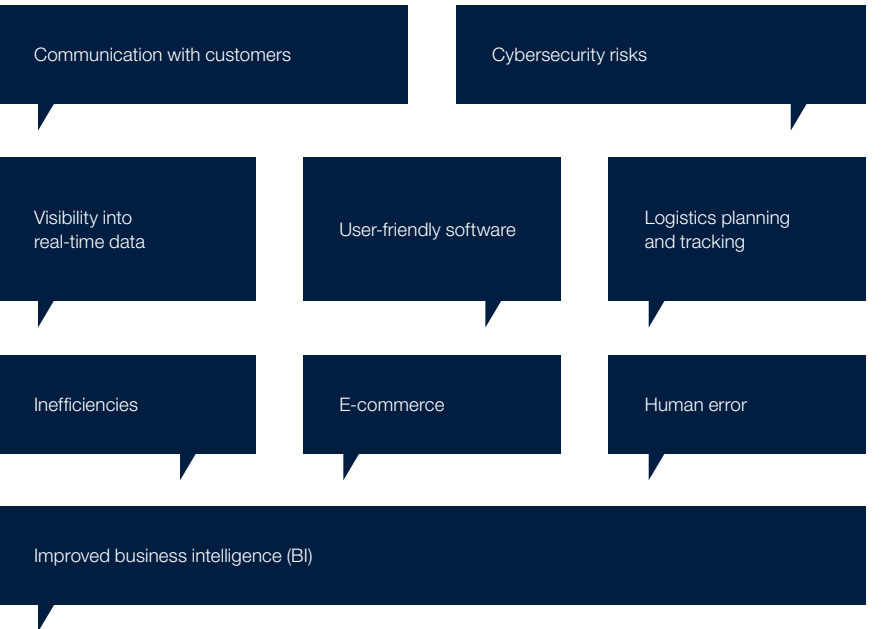 Communication with customers
Cybersecurity risks
Visibility into
real-time data
User-friendly software
Logistics planning
and tracking
Inefficiencies
E-commerce
Human error
Improved business intelligence (BI)